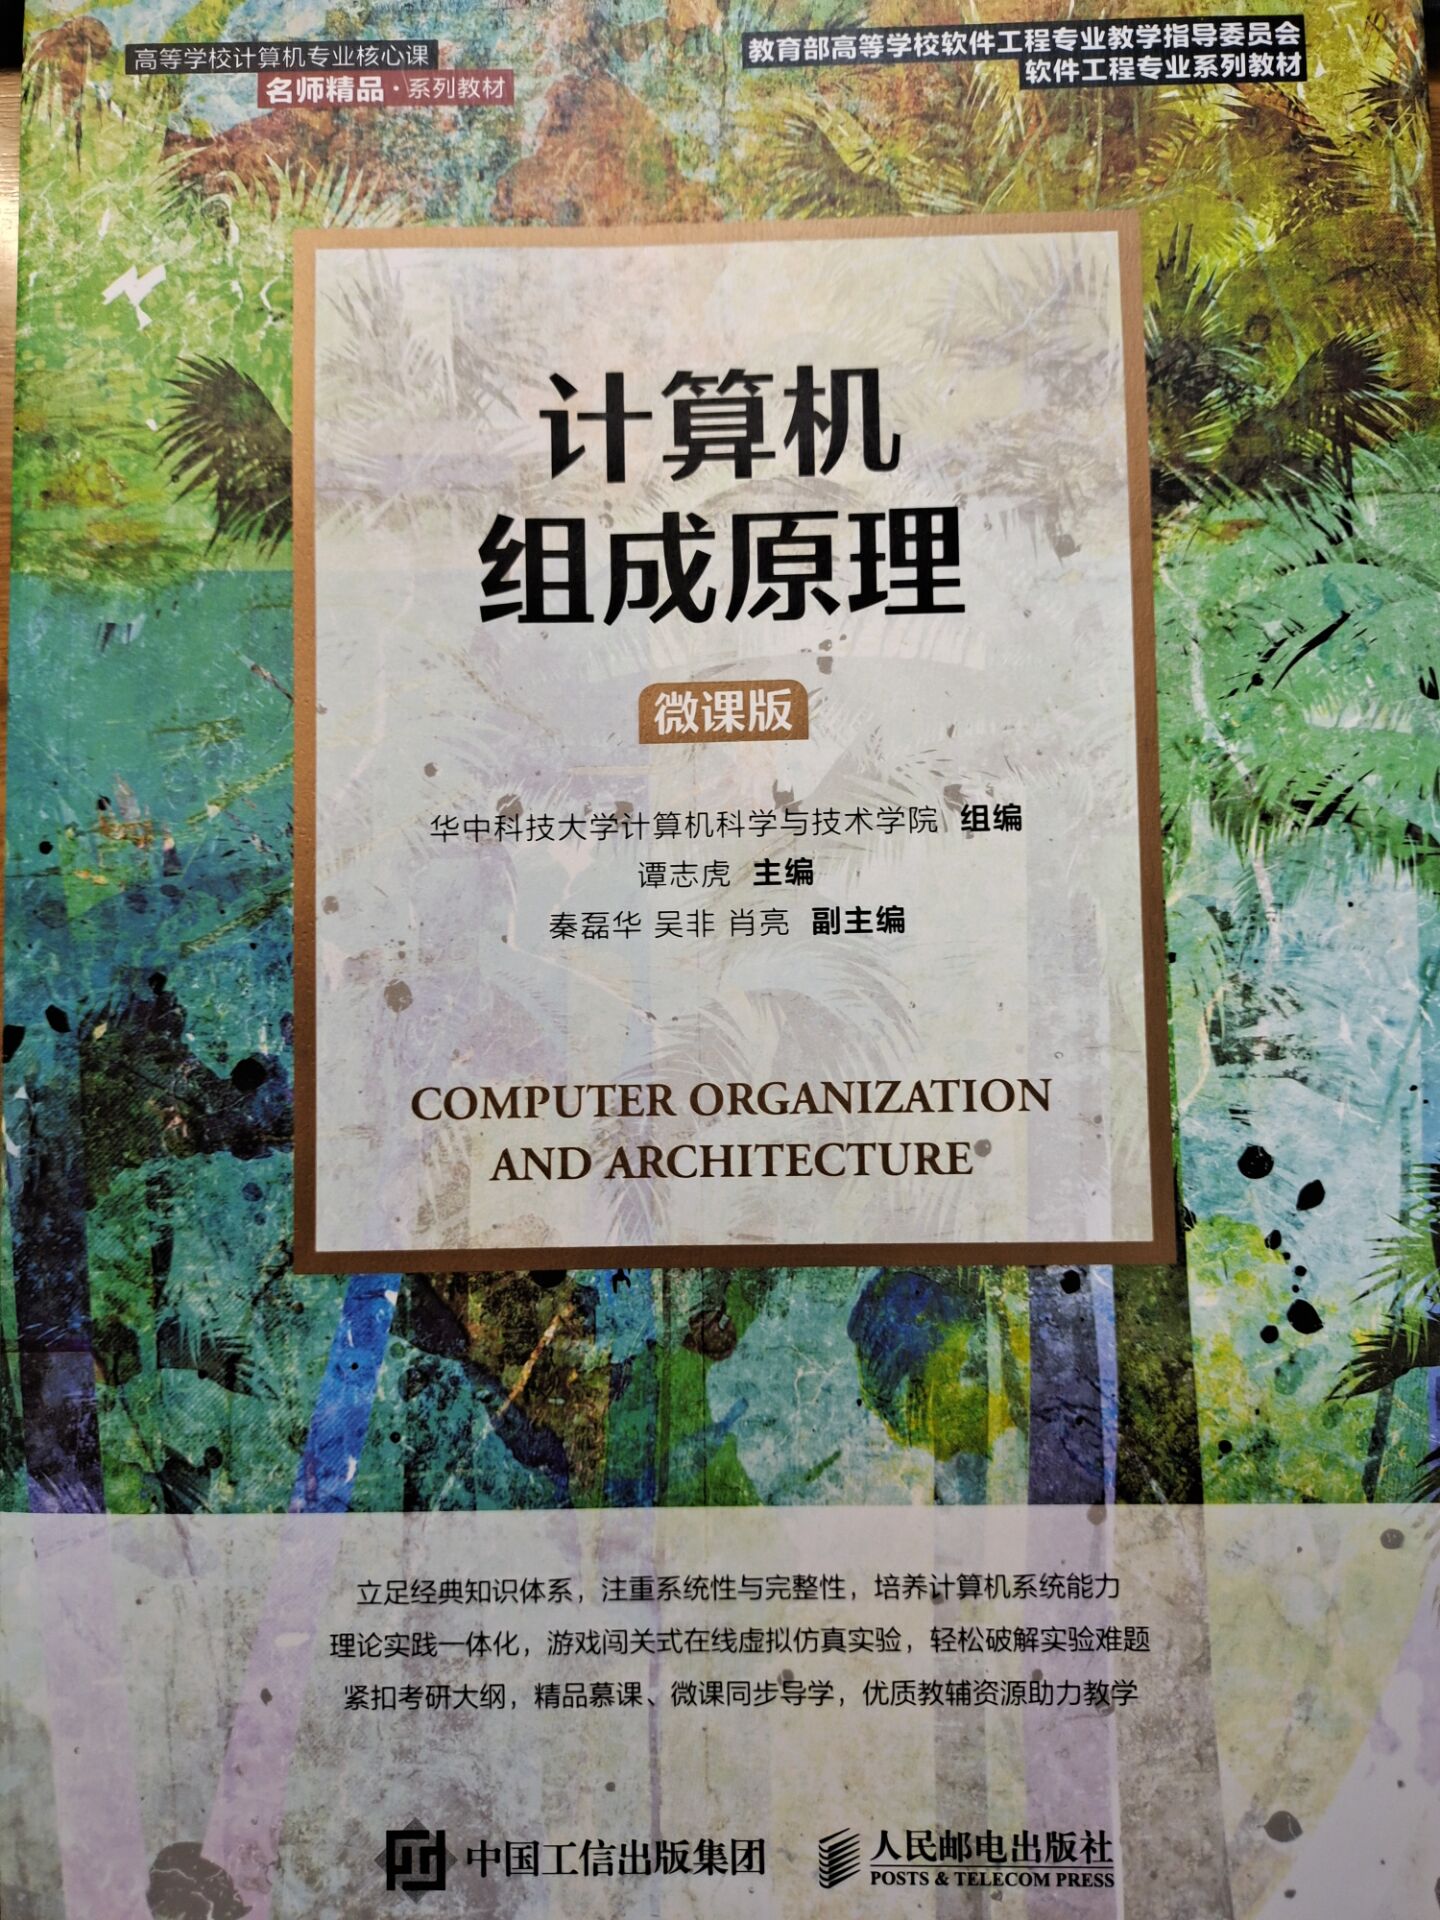 高等学校计算机专业核心课
名师精品·系列教材
教育部高等学校软件工程专业教学指导委员会
软件工程专业系列教材
计算机
组成原理
微课版
华中科技大学计算机科学与技术学院 组编
谭志虎 主编
秦磊华 吴非 肖亮 副主编
COMPUTER ORGANIZATION
AND ARCHITECTURE
立足经典知识体系，注重系统性与完整性，培养计算机系统能力
理论实践一体化，游戏闯关式在线虚拟仿真实验，轻松破解实验难题
紧扣考研大纲，精品慕课、微课同步导学，优质教辅资源助力教学
中国工信出版集团
人民邮电出版社
POSTS & TELECOM PRESS